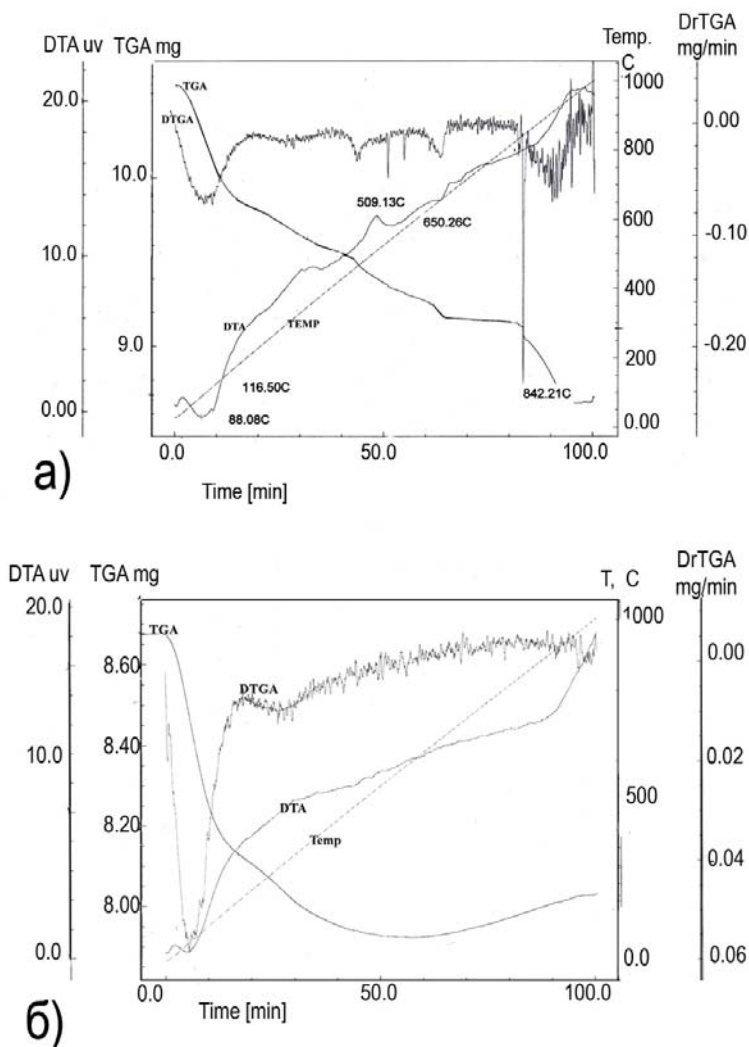 DTA uv TGA mg Temp. C DrTGA mg/min
TGA
1000
20.0
DTGA
0.00
800
10.0
509.13C
600
650.26C
-0.10
10.0
400
DTA
TEMP
9.0
200
-0.20
116.50C
842.21C
0.00
88.08C
0.00
0.0 50.0 100.0
а)
Time [min]
DTA uv TGA mg T, C DrTGA mg/min
20.0
TGA
1000
8.60
0.00
DTGA
8.40
10.0
DTA
0.02
500
8.20
Temp
0.04
8.00
0.0
0.0
0.06
0.0 50.0 100.0
Time [min]
б)